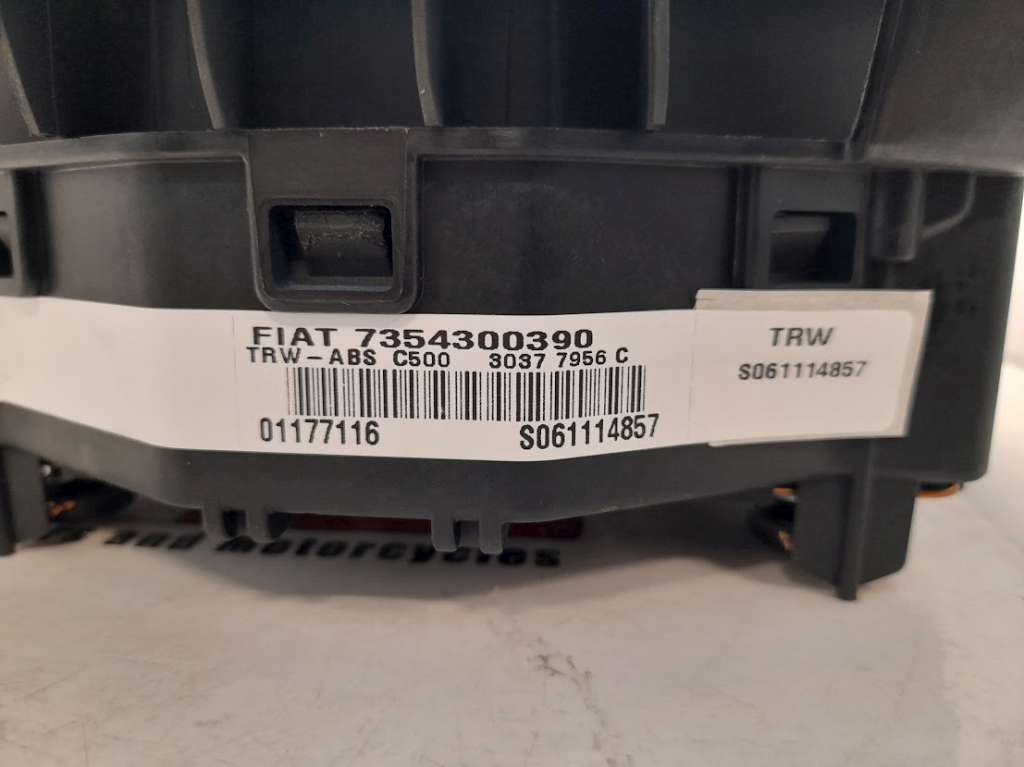 FIAT 7354300390
TRW-ABS C500 3037 7956 C
01177116 S061114857
TRW
S061114857
and motorcycles